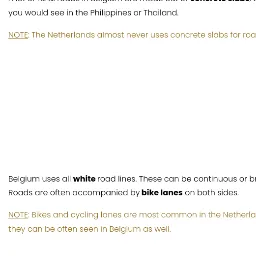 you would see in the Philippines or Thailand.
NOTE: The Netherlands almost never uses concrete slabs for
Belgium uses all white road lines. These can be continuous or
Roads are often accompanied by bike lanes on both sides.
NOTE: Bikes and cycling lanes are most common in the
they can be often seen in Belgium as well.